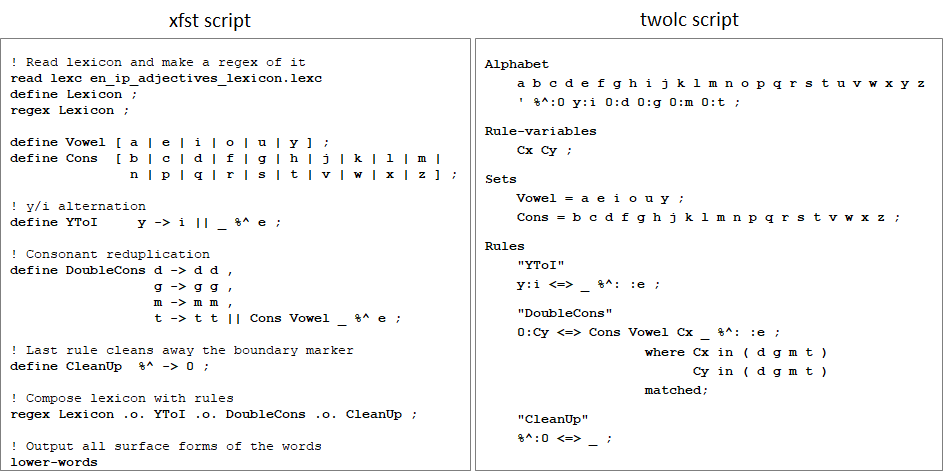 xfst script
! Read lexicon and make a regex of it
read lexc en_ip_adjectives_lexicon.lexc
define Lexicon ;
regex Lexicon ;
define Vowel [ a | e | i | o | u | y ] ;
define Cons [ b | c | d | f | g | h | j | k | l | m |
n | p | q | r | s | t | v | w | x | z ] ;
! y/i alternation
define YToI y -> i || _ %^ e ;
! Consonant reduplication
define DoubleCons d -> d d ,
g -> g g ,
m -> m m ,
t -> t t || Cons Vowel _ %^ e ;
! Last rule cleans away the boundary marker
define CleanUp %^ -> 0 ;
! Compose lexicon with rules
regex Lexicon .o. YToI .o. DoubleCons .o. CleanUp ;
! Output all surface forms of the words
lower-words
twolc script
Alphabet
a b c d e f g h i j k l m n o p q r s t u v w x y z
' %^:0 y:i 0:d 0:g 0:m 0:t ;
Rule-variables
Cx Cy ;
Sets
Vowel = a e i o u y ;
Cons = b c d f g h j k l m n p q r s t v w x z ;
Rules
"YToI"
y:i <=> _ %^: :e ;
"DoubleCons"
0:Cy <=> Cons Vowel Cx _ %^: :e ;
where Cx in ( d g m t )
Cy in ( d g m t )
matched;
"CleanUp"
%^:0 <=> _ ;